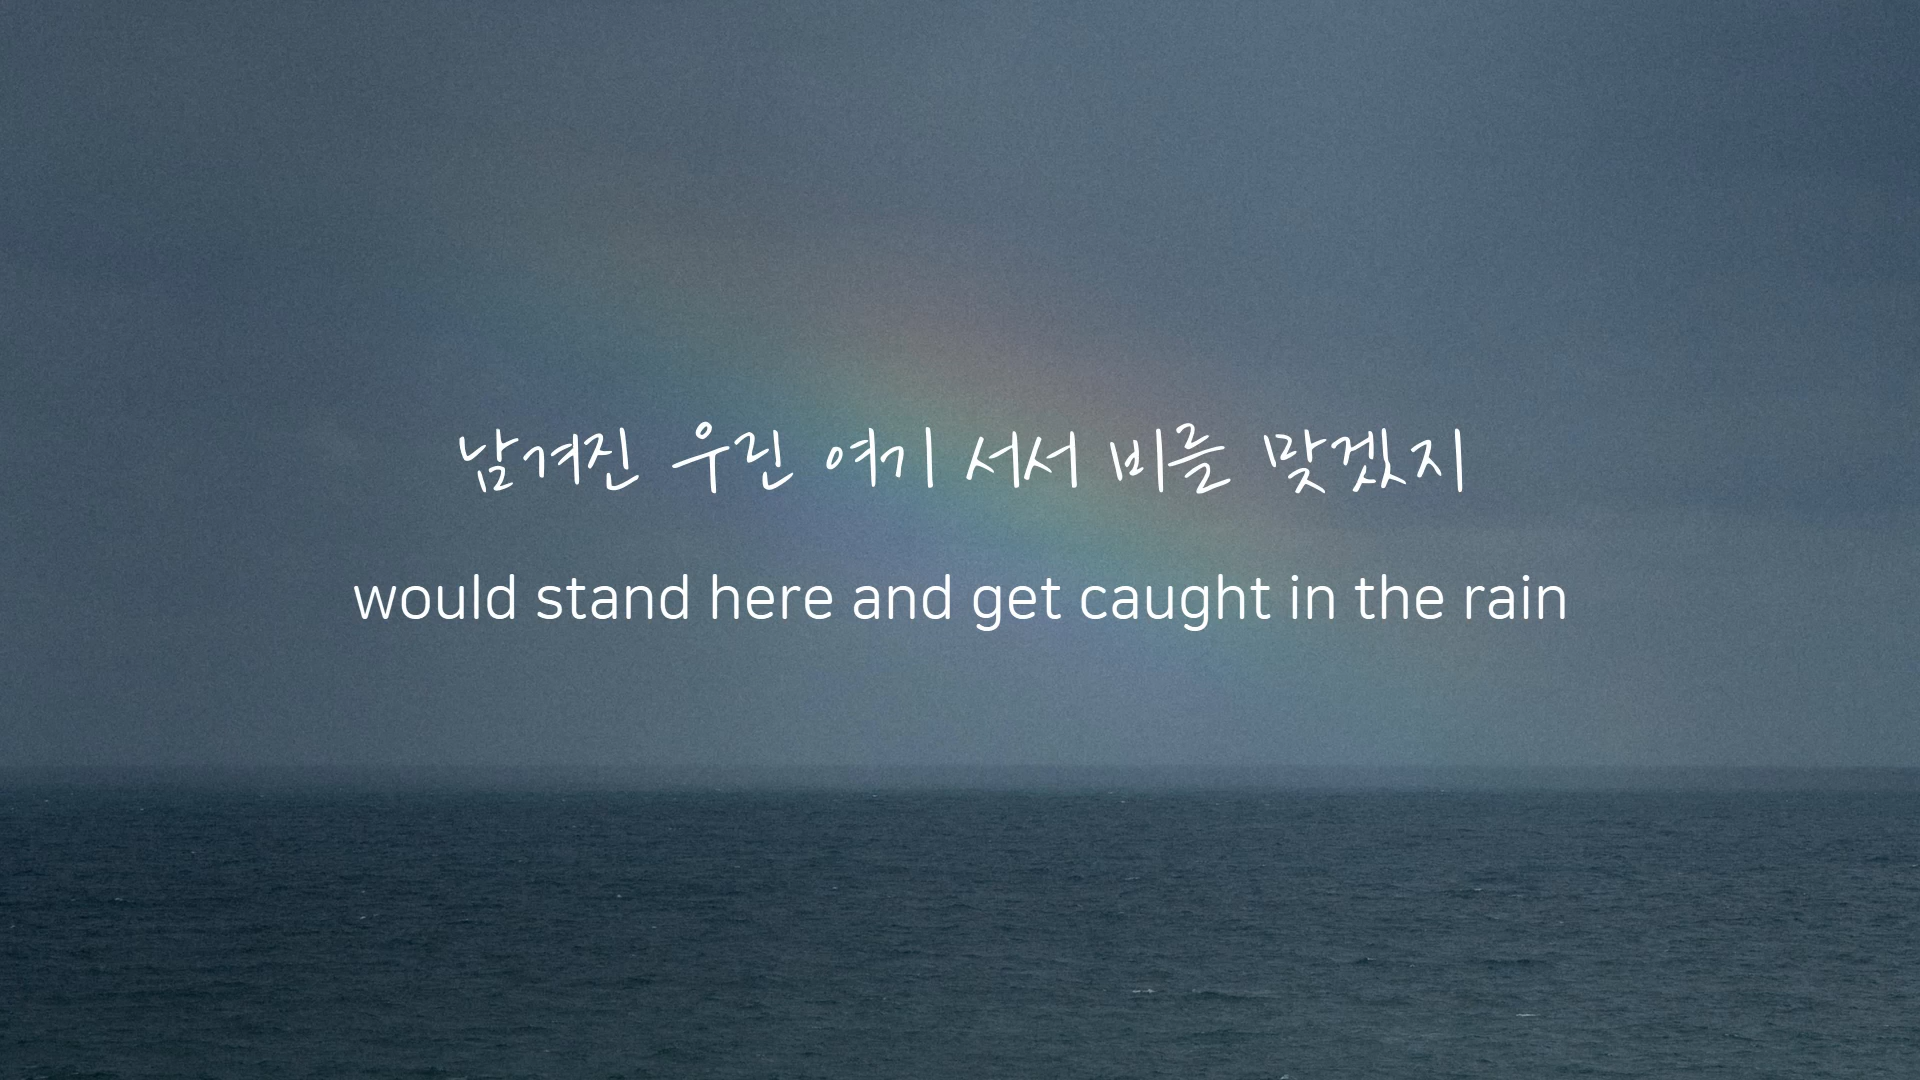 남겨진 우린 여기 서서 비를 맞겠지
would stand here and get caught in the rain